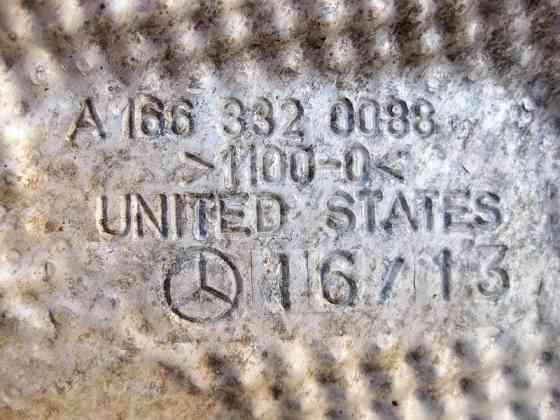 A 166 332 0088
>1100-0<
UNITED STATES
16/13